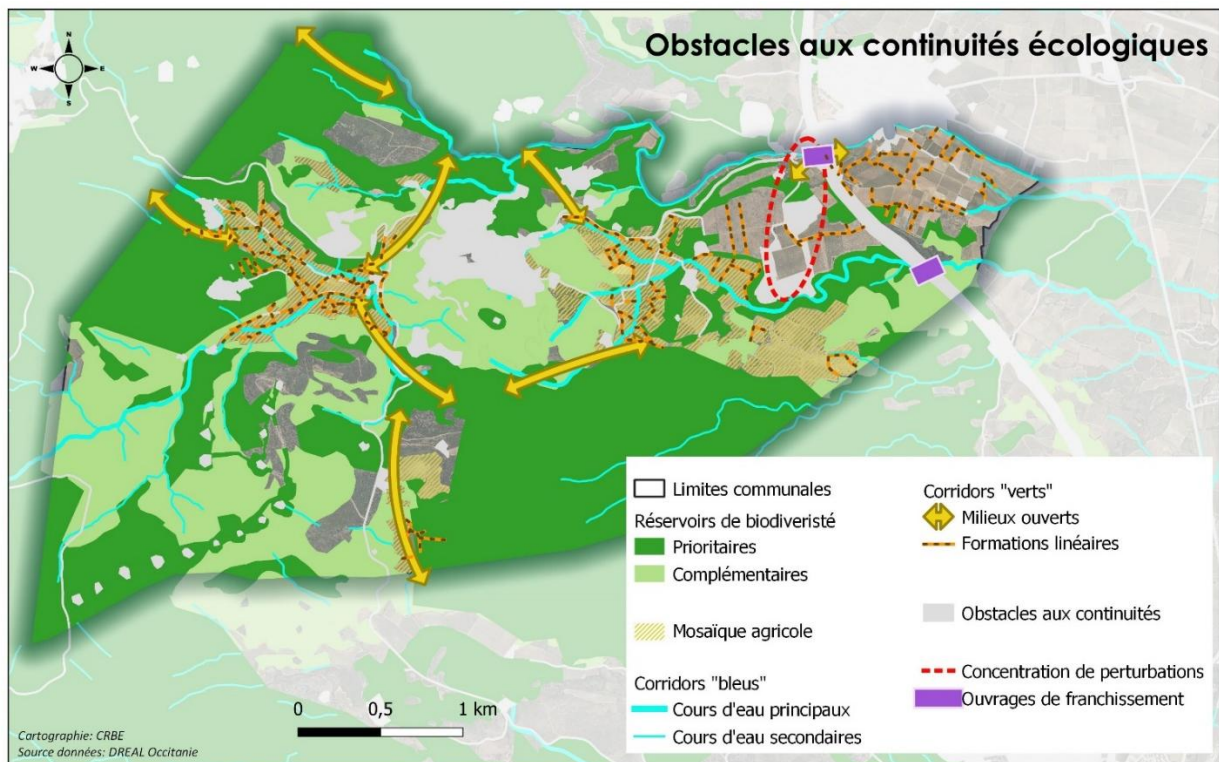 Obstacles aux continuités écologiques
N
W
E
S
Limites communales
Réservoirs de biodiveristé
Prioritaires
Complémentaires
Mosaïque agricole
Corridors "bleus"
Cours d'eau principaux
Cours d'eau secondaires
Corridors "verts"
Milieux ouverts
Formations linéaires
Obstacles aux continuités
Concentration de perturbations
Ouvrages de franchissement
0 0,5 1 km
Cartographie: CRBE
Source données: DREAL Occitanie